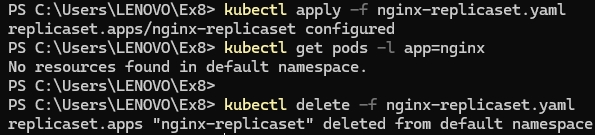 PS C:\Users\LENOVO\Ex8> kubectl apply -f nginx-replicaset.yaml
replicaset.apps/nginx-replicaset configured
PS C:\Users\LENOVO\Ex8> kubectl get pods -l app=nginx
No resources found in default namespace.
PS C:\Users\LENOVO\Ex8>
PS C:\Users\LENOVO\Ex8> kubectl delete -f nginx-replicaset.yaml
replicaset.apps "nginx-replicaset" deleted from default namespace